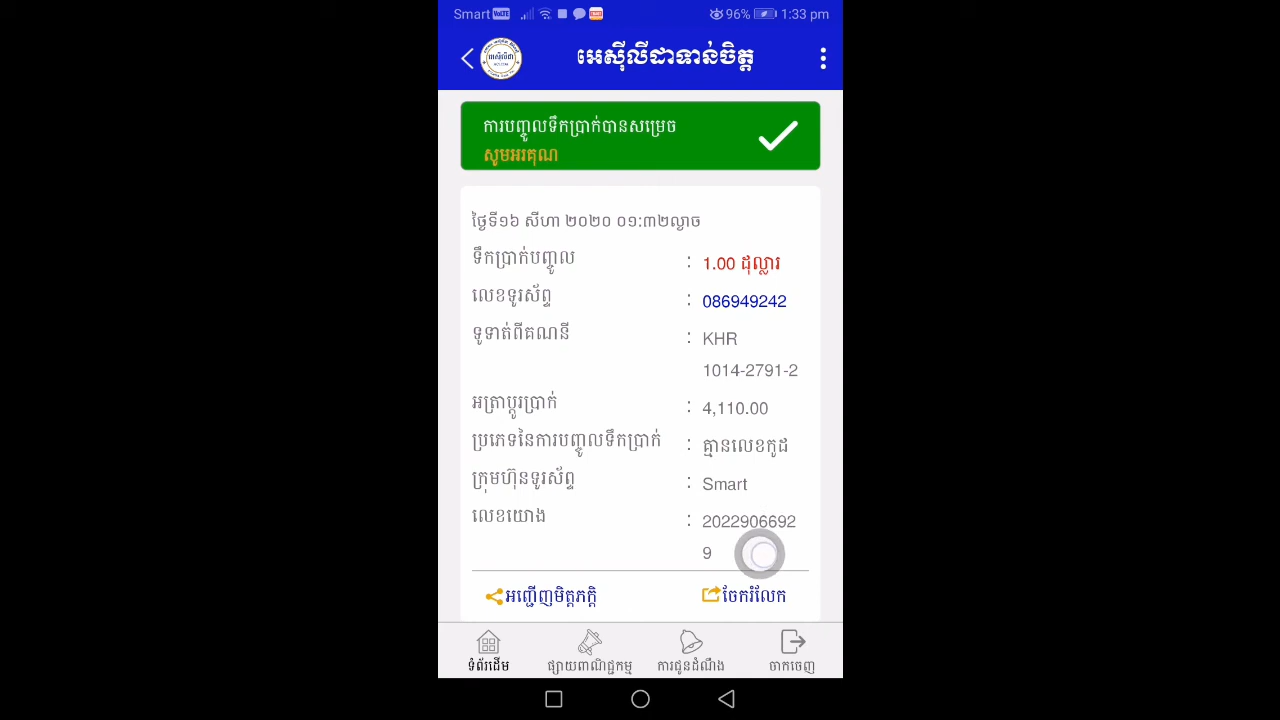 Smart VoLTE 96% 1:33 pm
អេស៊ីលីដាទាន់ចិត្ត
ការបញ្ចូលទឹកប្រាក់បានសម្រេច
សូមអរគុណ
ថ្ងៃទី១៦ សីហា ២០២០ ០១:៣២ល្ងាច
ទឹកប្រាក់បញ្ចូល : 1.00 ដុល្លារ
លេខទូរស័ព្ទ : 086949242
ទូទាត់ពីគណនី : KHR
1014-2791-2
អត្រាប្ដូរប្រាក់ : 4,110.00
ប្រភេទនៃការបញ្ចូលទឹកប្រាក់ : គ្មានលេខកូដ
ក្រុមហ៊ុនទូរស័ព្ទ : Smart
លេខយោង : 2022906692
9
អញ្ជើញមិត្តភក្តិ ចែករំលែក
ទំព័រដើម ផ្សាយពាណិជ្ជកម្ម ការជូនដំណឹង ចាកចេញ